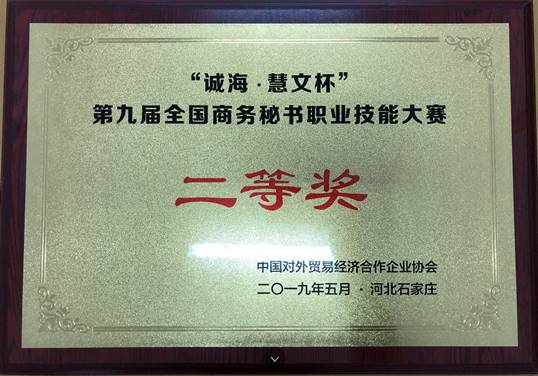 “诚海·慧文杯”
第九届全国商务秘书职业技能大赛
二等奖
中国对外贸易经济合作企业协会
二〇一九年五月·河北石家庄